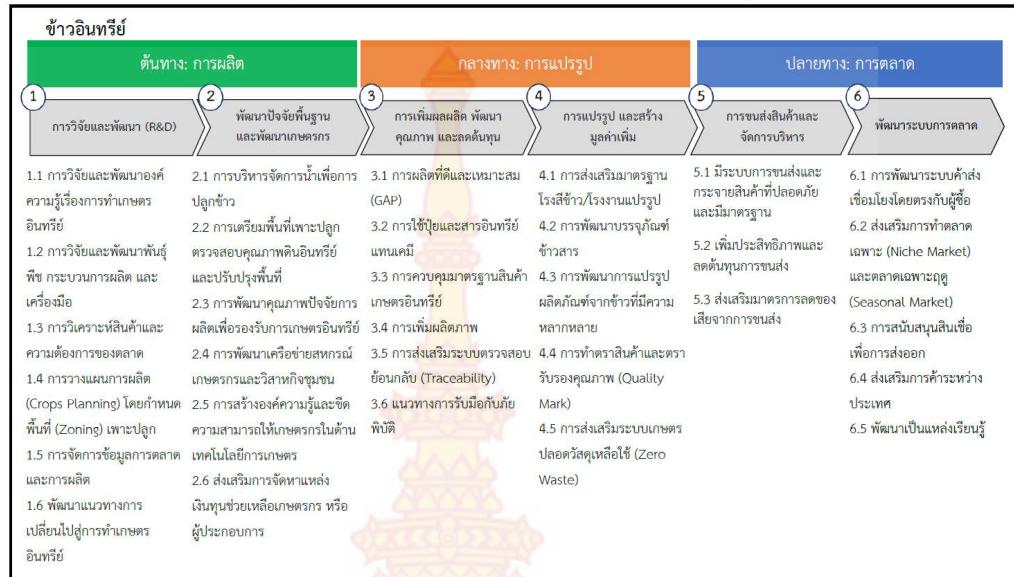 ข้าวอินทรีย์
ต้นทาง: การผลิต
กลางทาง: การแปรรูป
ปลายทาง: การตลาด
1
การวิจัยและพัฒนา (R&D)
2
พัฒนาปัจจัยพื้นฐาน
และพัฒนาเกษตรกร
3
การเพิ่มผลผลิต พัฒนา
คุณภาพ และลดต้นทุน
4
การแปรรูป และสร้าง
มูลค่าเพิ่ม
5
การขนส่งสินค้าและ
จัดการบริหาร
6
พัฒนาระบบการตลาด
1.1 การวิจัยและพัฒนาองค์
ความรู้เรื่องการทำเกษตร
อินทรีย์
1.2 การวิจัยและพัฒนาพันธุ์
พืช กระบวนการผลิต และ
เครื่องมือ
1.3 การวิเคราะห์สินค้าและ
ความต้องการของตลาด
1.4 การวางแผนการผลิต
(Crops Planning) โดยกำหนด
พื้นที่ (Zoning) เพาะปลูก
1.5 การจัดการข้อมูลการตลาด
และการผลิต
1.6 พัฒนาแนวทางการ
เปลี่ยนไปสู่การทำเกษตร
อินทรีย์
2.1 การบริหารจัดการน้ำเพื่อการ
ปลูกข้าว
2.2 การเตรียมพื้นที่เพาะปลูก
ตรวจสอบคุณภาพดินอินทรีย์
และปรับปรุงพื้นที่
2.3 การพัฒนาคุณภาพปัจจัยการ
ผลิตเพื่อรองรับการเกษตรอินทรีย์
2.4 การพัฒนาเครือข่ายสหกรณ์
เกษตรกรและวิสาหกิจชุมชน
2.5 การสร้างองค์ความรู้และขีด
ความสามารถให้เกษตรกรในด้าน
เทคโนโลยีการเกษตร
2.6 ส่งเสริมการจัดหาแหล่ง
เงินทุนช่วยเหลือเกษตรกร หรือ
ผู้ประกอบการ
3.1 การผลิตที่ดีและเหมาะสม
(GAP)
3.2 การใช้ปุ๋ยและสารอินทรีย์
แทนเคมี
3.3 การควบคุมมาตรฐานสินค้า
เกษตรอินทรีย์
3.4 การเพิ่มผลิตภาพ
3.5 การส่งเสริมระบบตรวจสอบ
ย้อนกลับ (Traceability)
3.6 แนวทางการรับมือกับภัย
พิบัติ
4.1 การส่งเสริมมาตรฐาน
โรงสีข้าว/โรงงานแปรรูป
4.2 การพัฒนาบรรจุภัณฑ์
ข้าวสาร
4.3 การพัฒนาการแปรรูป
ผลิตภัณฑ์จากข้าวที่มีความ
หลากหลาย
4.4 การทำตราสินค้าและตรา
รับรองคุณภาพ (Quality
Mark)
4.5 การส่งเสริมระบบเกษตร
ปลอดวัสดุเหลือใช้ (Zero
Waste)
5.1 มีระบบการขนส่งและ
กระจายสินค้าที่ปลอดภัย
และมีมาตรฐาน
5.2 เพิ่มประสิทธิภาพและ
ลดต้นทุนการขนส่ง
5.3 ส่งเสริมมาตรการลดของ
เสียจากการขนส่ง
6.1 การพัฒนาระบบค้าส่ง
เชื่อมโยงโดยตรงกับผู้ซื้อ
6.2 ส่งเสริมการทำตลาด
เฉพาะ (Niche Market)
และตลาดเฉพาะฤดู
(Seasonal Market)
6.3 การสนับสนุนสินเชื่อ
เพื่อการส่งออก
6.4 ส่งเสริมการค้าระหว่าง
ประเทศ
6.5 พัฒนาเป็นแหล่งเรียนรู้